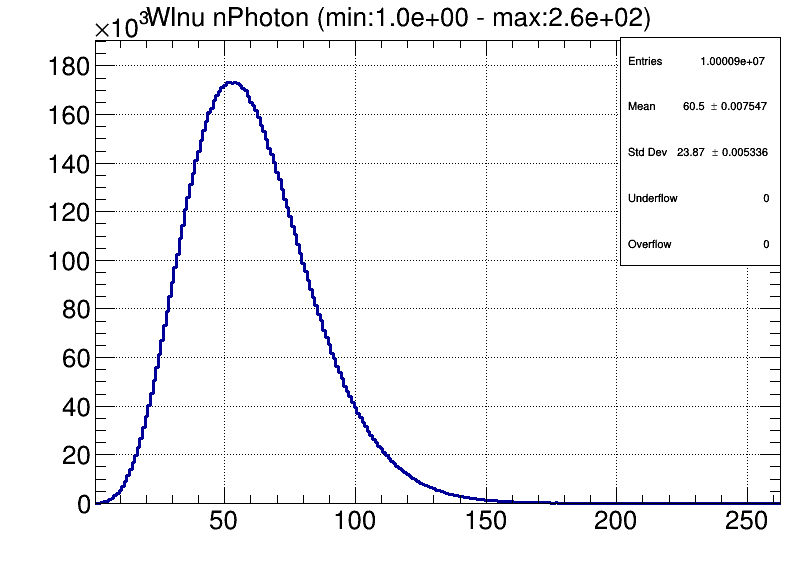 ×10³
Wlnu nPhoton (min:1.0e+00 - max:2.6e+02)
Entries 1.00009e+07
Mean 60.5 ± 0.007547
Std Dev 23.87 ± 0.005336
Underflow 0
Overflow 0
180
160
140
120
100
80
60
40
20
0
50 100 150 200 250